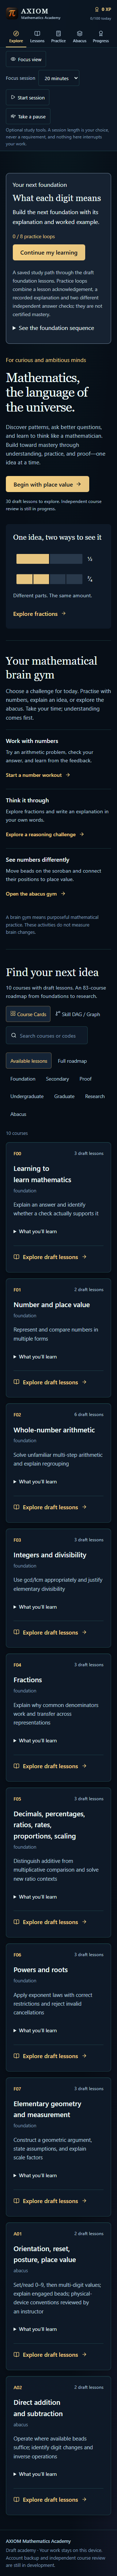 AXIOM
Mathematics Academy
0 XP
0/100 today
Explore
Lessons
Practice
Abacus
Progress
Focus view
Focus session
20 minutes
Start session
Take a pause
Optional study tools. A session length is your choice,
not a requirement, and nothing here interrupts
your work.
Your next foundation
What each digit means
Build the next foundation with its
explanation and worked example.
0 / 8 practice loops
Continue my learning
A saved study path through the draft
foundation lessons. Practice loops
combine a lesson acknowledgement, a
recorded explanation and two different
independent answer checks; they are not
certified mastery.
See the foundation sequence
For curious and ambitious minds
Mathematics,
the language of
the universe.
Discover patterns, ask better questions,
and learn to think like a mathematician.
Build toward mastery through
understanding, practice, and proof—one
idea at a time.
Begin with place value
30 draft lessons to explore. Independent course
review is still in progress.
One idea, two ways to see it
½
²⁄₄
Different parts. The same amount.
Explore fractions
Your mathematical
brain gym
Choose a challenge for today. Practise with
numbers, explain an idea, or explore the
abacus. Take your time; understanding
comes first.
Work with numbers
Try an arithmetic problem, check your
answer, and learn from the feedback.
Start a number workout
Think it through
Explore fractions and write an explanation in
your own words.
Explore a reasoning challenge
See numbers differently
Move beads on the soroban and connect
their positions to place value.
Open the abacus gym
A brain gym means purposeful mathematical
practice. These activities do not measure
brain changes.
Find your next idea
10 courses with draft lessons. An 83-course
roadmap from foundations to research.
Course Cards
Skill DAG / Graph
Search courses or codes
Available lessons
Full roadmap
Foundation
Secondary
Proof
Undergraduate
Graduate
Research
Abacus
10 courses
F00
3 draft lessons
Learning to
learn mathematics
foundation
Explain an answer and identify
whether a check actually supports it
What you'll learn
Explore draft lessons
F01
2 draft lessons
Number and place value
foundation
Represent and compare numbers in
multiple forms
What you'll learn
Explore draft lessons
F02
6 draft lessons
Whole-number arithmetic
foundation
Solve unfamiliar multi-step arithmetic
and explain regrouping
What you'll learn
Explore draft lessons
F03
3 draft lessons
Integers and divisibility
foundation
Use gcd/lcm appropriately and justify
elementary divisibility
What you'll learn
Explore draft lessons
F04
3 draft lessons
Fractions
foundation
Explain why common denominators
work and transfer across
representations
What you'll learn
Explore draft lessons
F05
3 draft lessons
Decimals, percentages,
ratios, rates,
proportions, scaling
foundation
Distinguish additive from
multiplicative comparison and solve
new ratio contexts
What you'll learn
Explore draft lessons
F06
3 draft lessons
Powers and roots
foundation
Apply exponent laws with correct
restrictions and reject invalid
cancellations
What you'll learn
Explore draft lessons
F07
3 draft lessons
Elementary geometry
and measurement
foundation
Construct a geometric argument,
state assumptions, and explain
scale factors
What you'll learn
Explore draft lessons
A01
2 draft lessons
Orientation, reset,
posture, place value
abacus
Set/read 0–9, then multi-digit values;
explain engaged beads; physical-
device conventions reviewed by
an instructor
What you'll learn
Explore draft lessons
A02
2 draft lessons
Direct addition
and subtraction
abacus
Operate where available beads
suffice; identify digit changes and
inverse operations
What you'll learn
Explore draft lessons
AXIOM Mathematics Academy
Draft academy · Your work stays on this device.
Account backup and independent course review
are still in development.